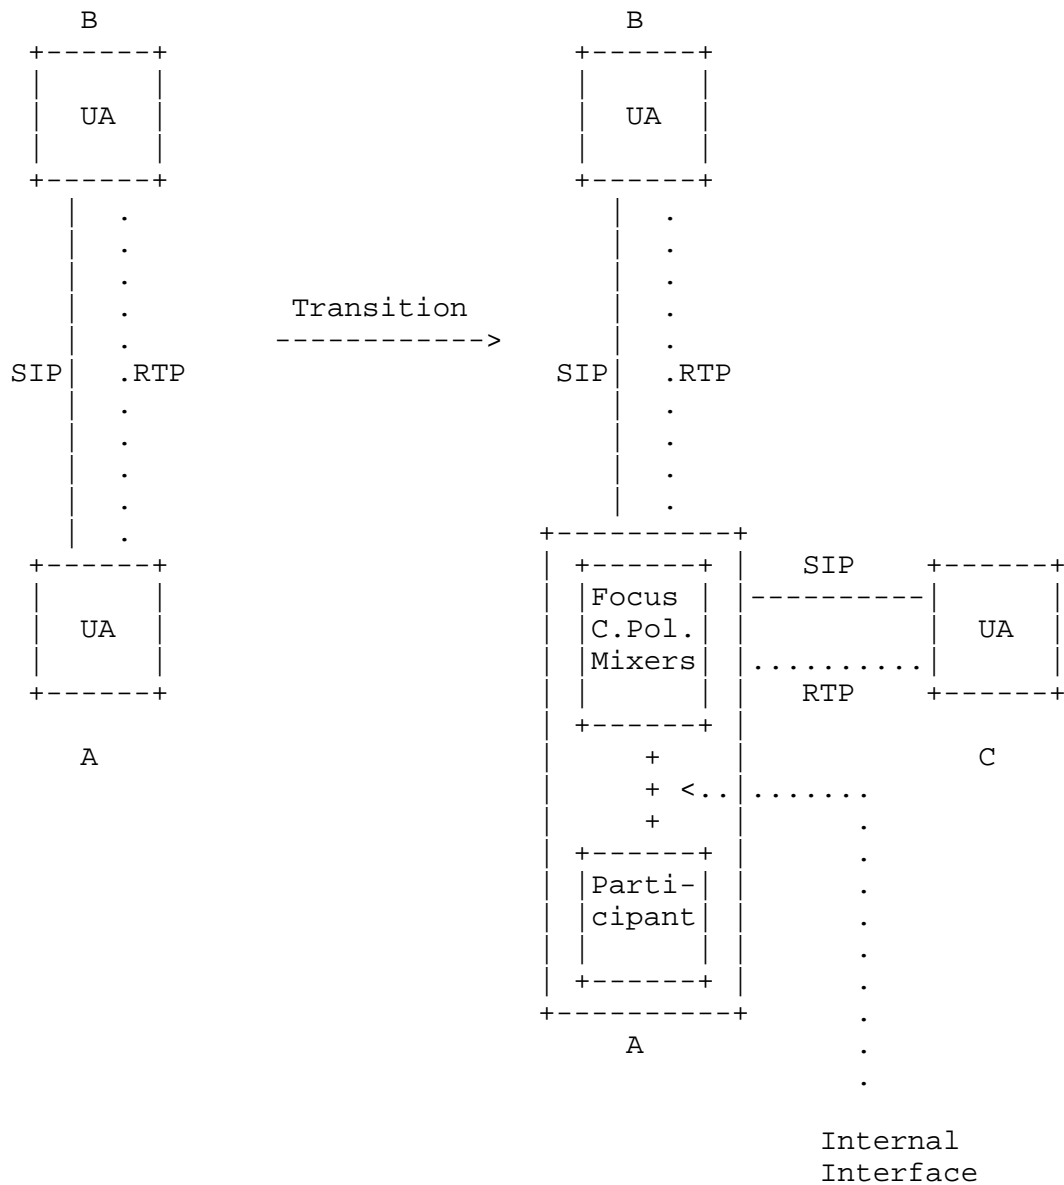 B B
UA UA
Transition
SIP RTP SIP RTP
SIP
Focus
UA C.Pol. UA
Mixers
RTP
A C
Parti-
cipant
A
Internal
Interface